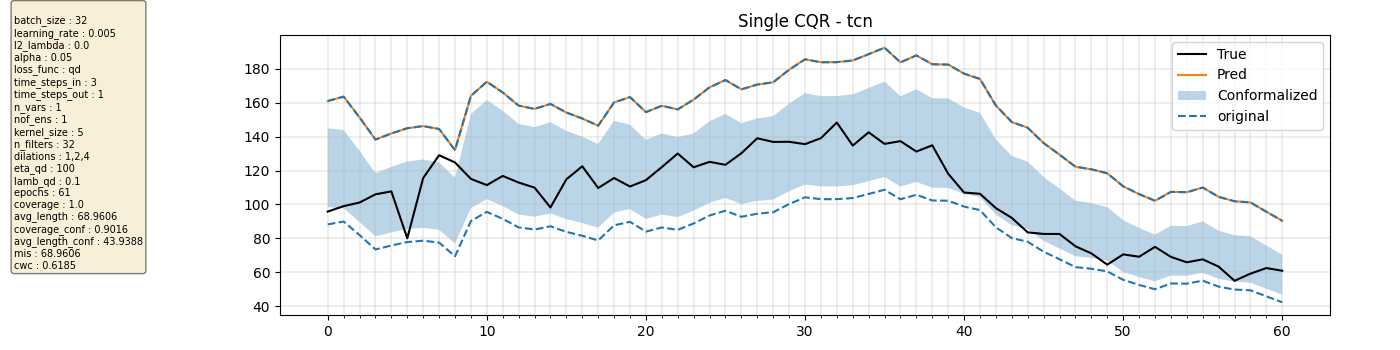 batch_size : 32
learning_rate : 0.005
l2_lambda : 0.0
alpha : 0.05
loss_func : qd
time_steps_in : 3
time_steps_out : 1
n_vars : 1
nof_ens : 1
kernel_size : 5
n_filters : 32
dilations : 1,2,4
eta_qd : 100
lamb_qd : 0.1
epochs : 61
coverage : 1.0
avg_length : 68.9606
coverage_conf : 0.9016
avg_length_conf : 43.9388
mis : 68.9606
cwc : 0.6185
Single CQR - tcn
180
160
140
120
100
80
60
40
0 10 20 30 40 50 60
True
Pred
Conformalized
original